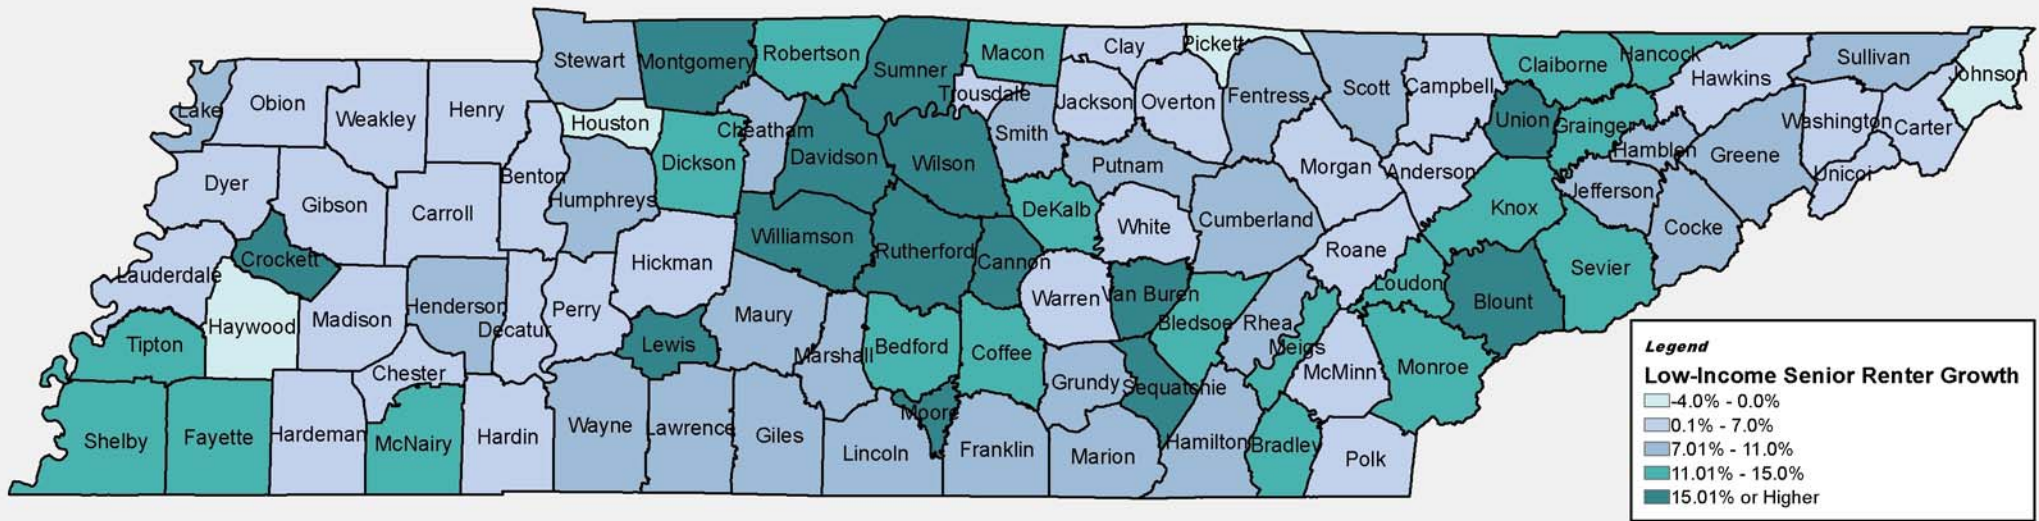 Stewart
Montgomery
Robertson
Sumner
Macon
Clay
Pickett
Lake
Obion
Weakley
Henry
Houston
Cheatham
Trousdale
Jackson
Overton
Fentress
Scott
Campbell
Claiborne
Hancock
Hawkins
Sullivan
Johnson
Dyer
Gibson
Carroll
Benton
Humphreys
Dickson
Davidson
Wilson
Smith
Putnam
Morgan
Anderson
Union
Grainger
Hamblen
Greene
Washington
Carter
Unicoi
Lauderdale
Crockett
Hickman
Williamson
Rutherford
Cannon
DeKalb
White
Cumberland
Roane
Knox
Jefferson
Cocke
Tipton
Haywood
Madison
Henderson
Decatur
Perry
Lewis
Maury
Marshall
Bedford
Coffee
Warren
Van Buren
Bledsoe
Rhea
Meigs
Loudon
Blount
Sevier
Shelby
Fayette
Hardeman
Chester
McNairy
Hardin
Wayne
Lawrence
Giles
Lincoln
Moore
Franklin
Grundy
Sequatchie
Marion
Hamilton
Bradley
McMinn
Monroe
Polk
Legend
Low-Income Senior Renter Growth
-4.0% - 0.0%
0.1% - 7.0%
7.01% - 11.0%
11.01% - 15.0%
15.01% or Higher